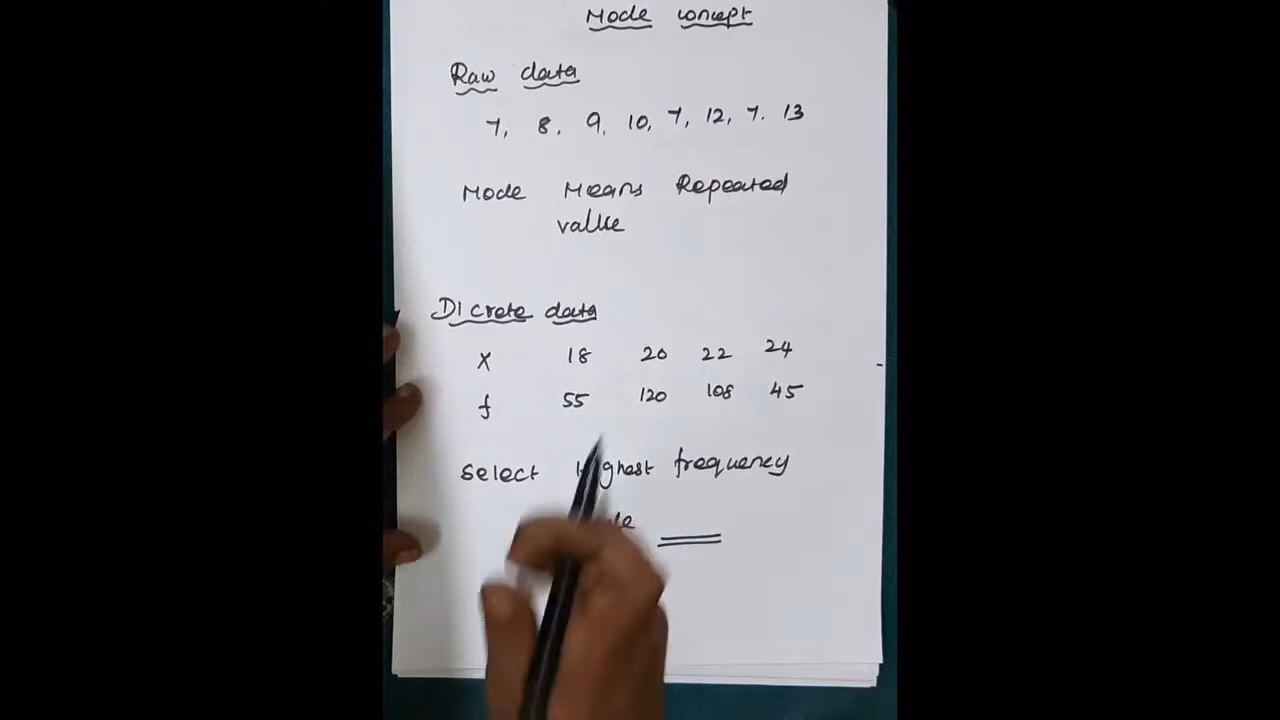 Mode concept
Raw data
7, 8, 9, 10, 7, 12, 7. 13
Mode Means Repeated
value
Dicrete data
X 18 20 22 24
f 55 120 108 45
Select frequency